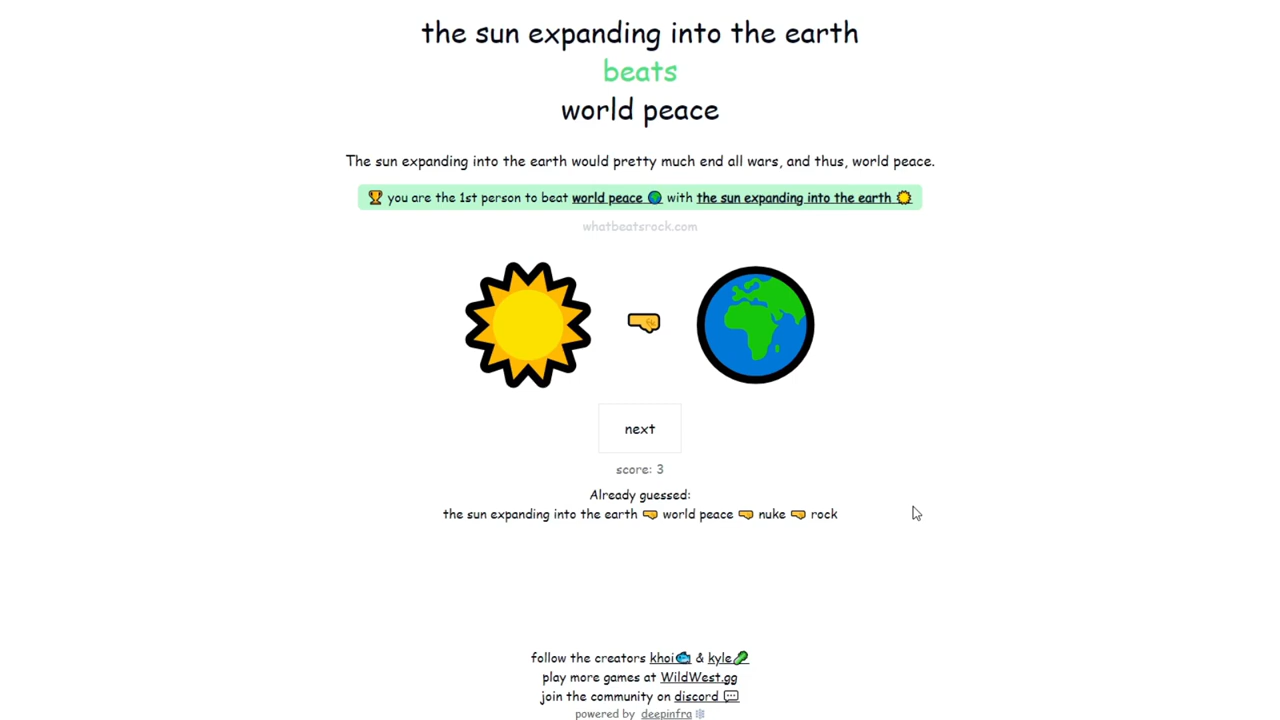 the sun expanding into the earth
beats
world peace
The sun expanding into the earth would pretty much end all wars, and thus, world peace.
🏆 you are the 1st person to beat world peace 🌍 with the sun expanding into the earth ☀️
whatbeatsrock.com
next
score: 3
Already guessed:
the sun expanding into the earth 🤜 world peace 🤜 nuke 🤜 rock
follow the creators khoi🐟 & kyle🥒
play more games at WildWest.gg
join the community on discord 💬
powered by deepinfra ⚛️